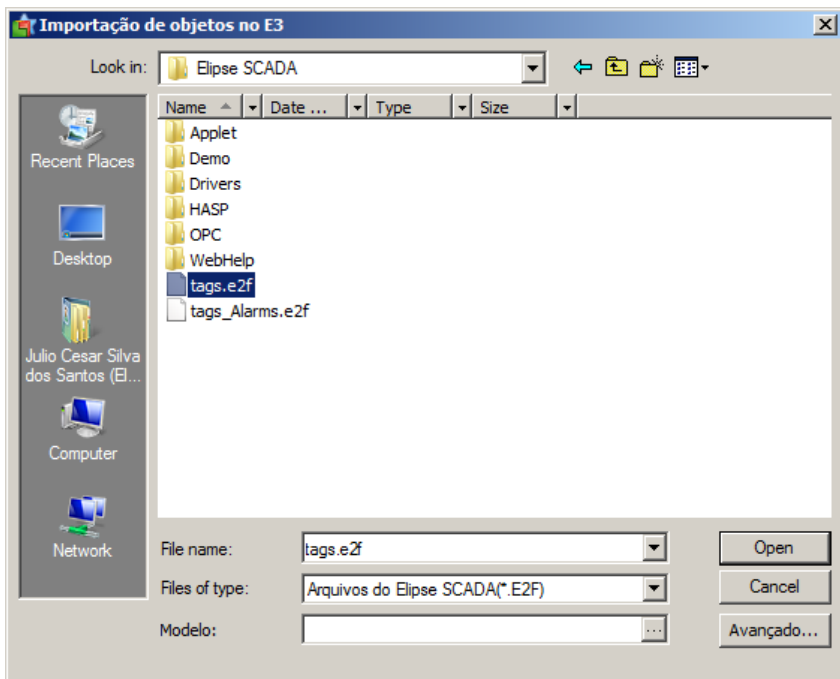 Importação de objetos no E3
Look in:
Elipse SCADA
Name
Date ...
Type
Size
Recent Places
Desktop
Julio Cesar Silva
dos Santos (El...
Computer
Network
Applet
Demo
Drivers
HASP
OPC
WebHelp
tags.e2f
tags_Alarms.e2f
File name:
tags.e2f
Open
Files of type:
Arquivos do Elipse SCADA(*.E2F)
Cancel
Modelo:
...
Avançado...